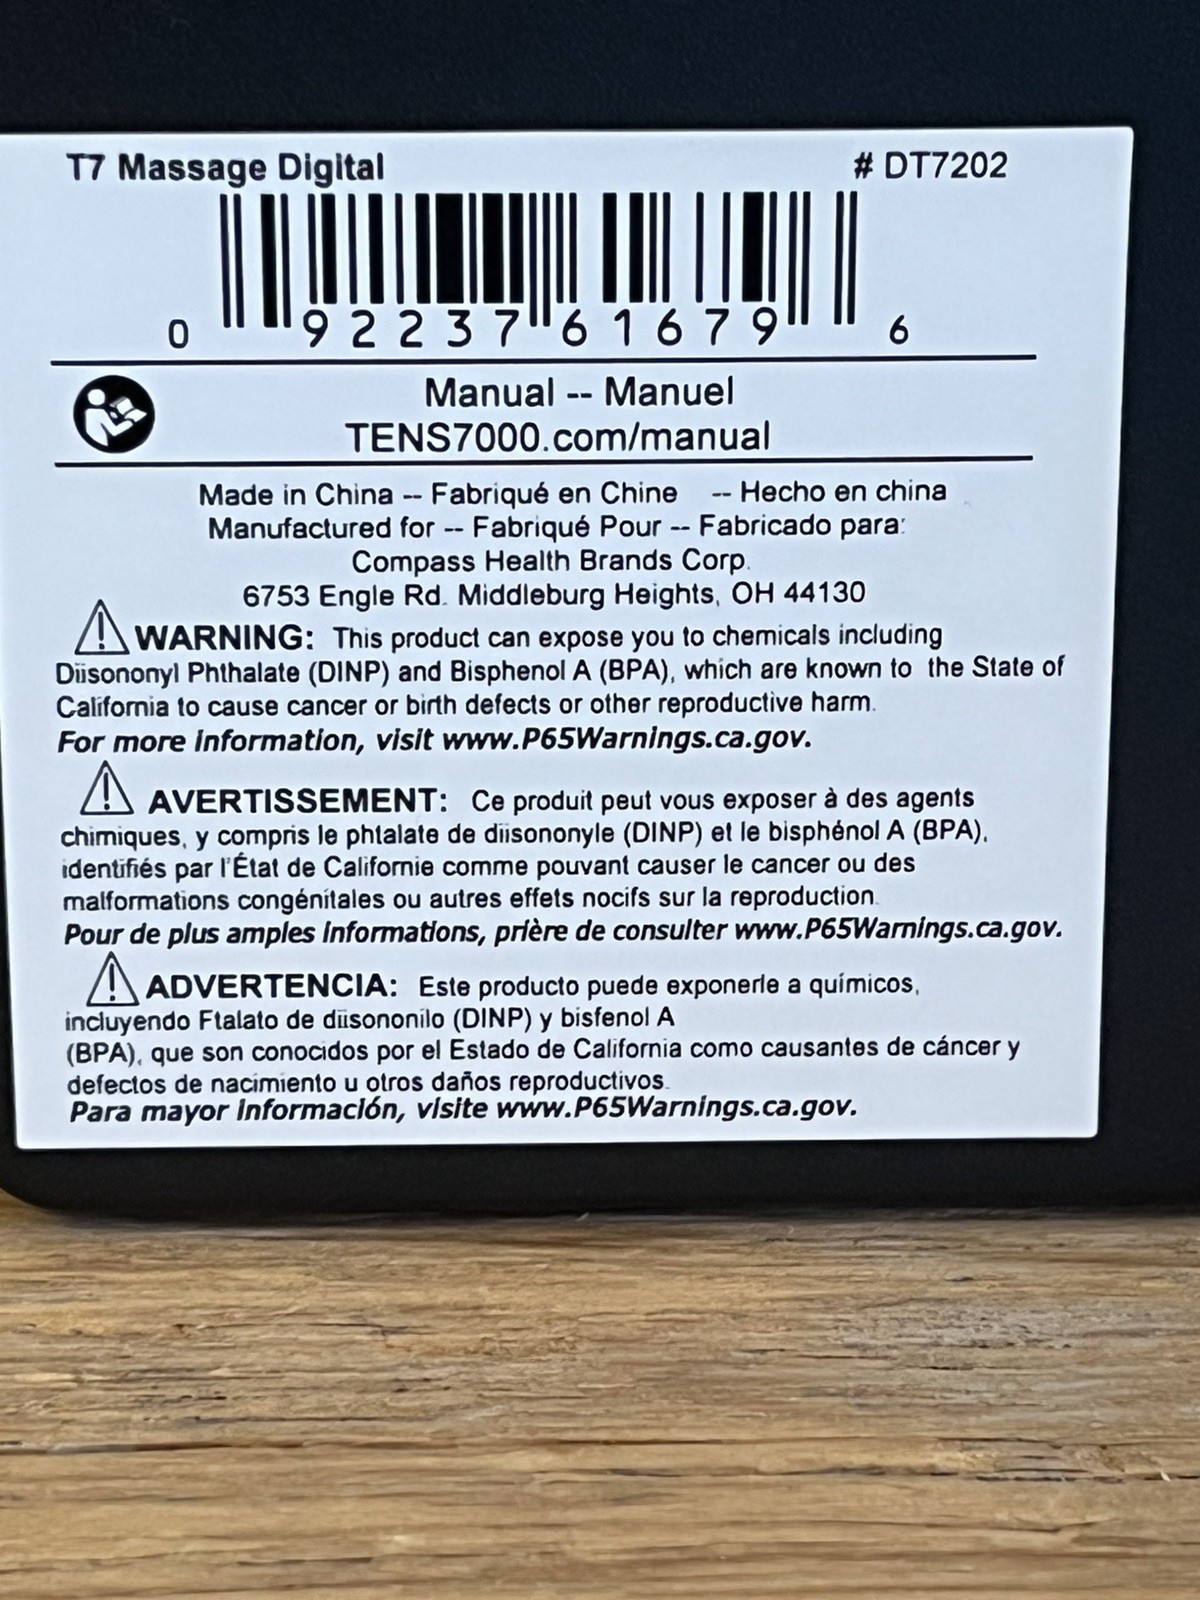 T7 Massage Digital # DT7202
0 92237 61679 6
Manual -- Manuel
TENS7000.com/manual
Made in China -- Fabriqué en Chine -- Hecho en china
Manufactured for -- Fabriqué Pour -- Fabricado para:
Compass Health Brands Corp.
6753 Engle Rd. Middleburg Heights, OH 44130
WARNING: This product can expose you to chemicals including
Diisononyl Phthalate (DINP) and Bisphenol A (BPA), which are known to the State of
California to cause cancer or birth defects or other reproductive harm.
For more information, visit www.P65Warnings.ca.gov.
AVERTISSEMENT: Ce produit peut vous exposer à des agents
chimiques, y compris le phtalate de diisononyle (DINP) et le bisphénol A (BPA),
identifiés par l'État de Californie comme pouvant causer le cancer ou des
malformations congénitales ou autres effets nocifs sur la reproduction.
Pour de plus amples informations, prière de consulter www.P65Warnings.ca.gov.
ADVERTENCIA: Este producto puede exponerle a químicos,
incluyendo Ftalato de diisononilo (DINP) y bisfenol A
(BPA), que son conocidos por el Estado de California como causantes de cáncer y
defectos de nacimiento u otros daños reproductivos.
Para mayor información, visite www.P65Warnings.ca.gov.